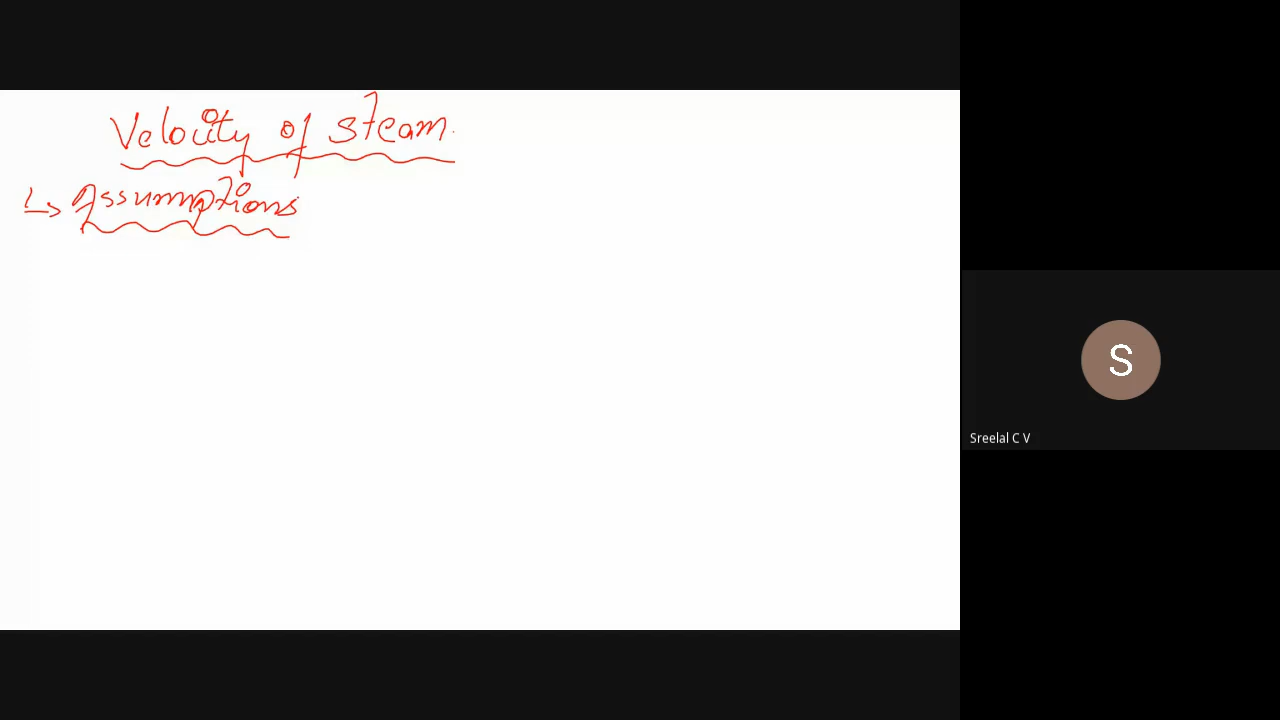 Velocity of steam.
↳ Assumptions
S
Sreelal C V